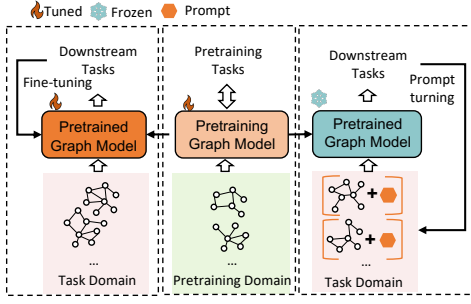 Tuned Frozen Prompt
Downstream
Tasks
Fine-tuning
Pretrained
Graph Model
...
Task Domain
Pretraining
Tasks
Pretraining
Graph Model
...
Pretraining Domain
Downstream
Tasks
Prompt
turning
Pretrained
Graph Model
+
+
...
Task Domain